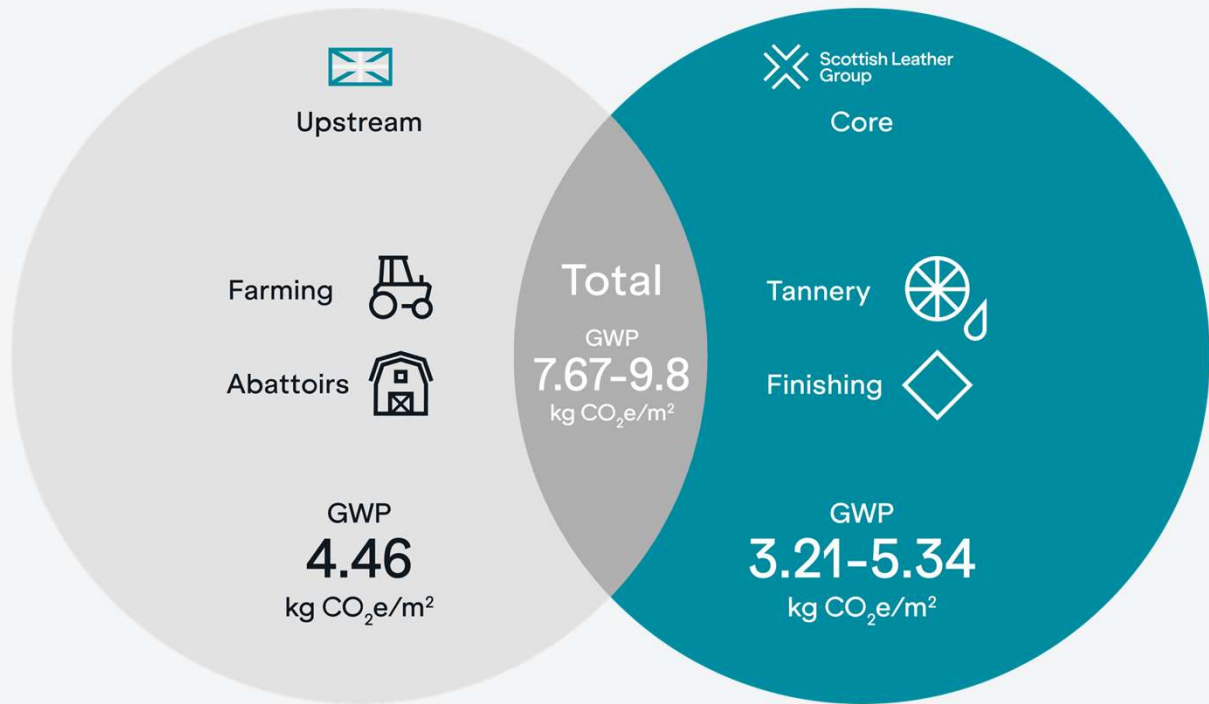 Upstream
Farming
Abattoirs
GWP
4.46
kg CO₂e/m²
Total
GWP
7.67–9.8
kg CO₂e/m²
Scottish Leather
Group
Core
Tannery
Finishing
GWP
3.21–5.34
kg CO₂e/m²